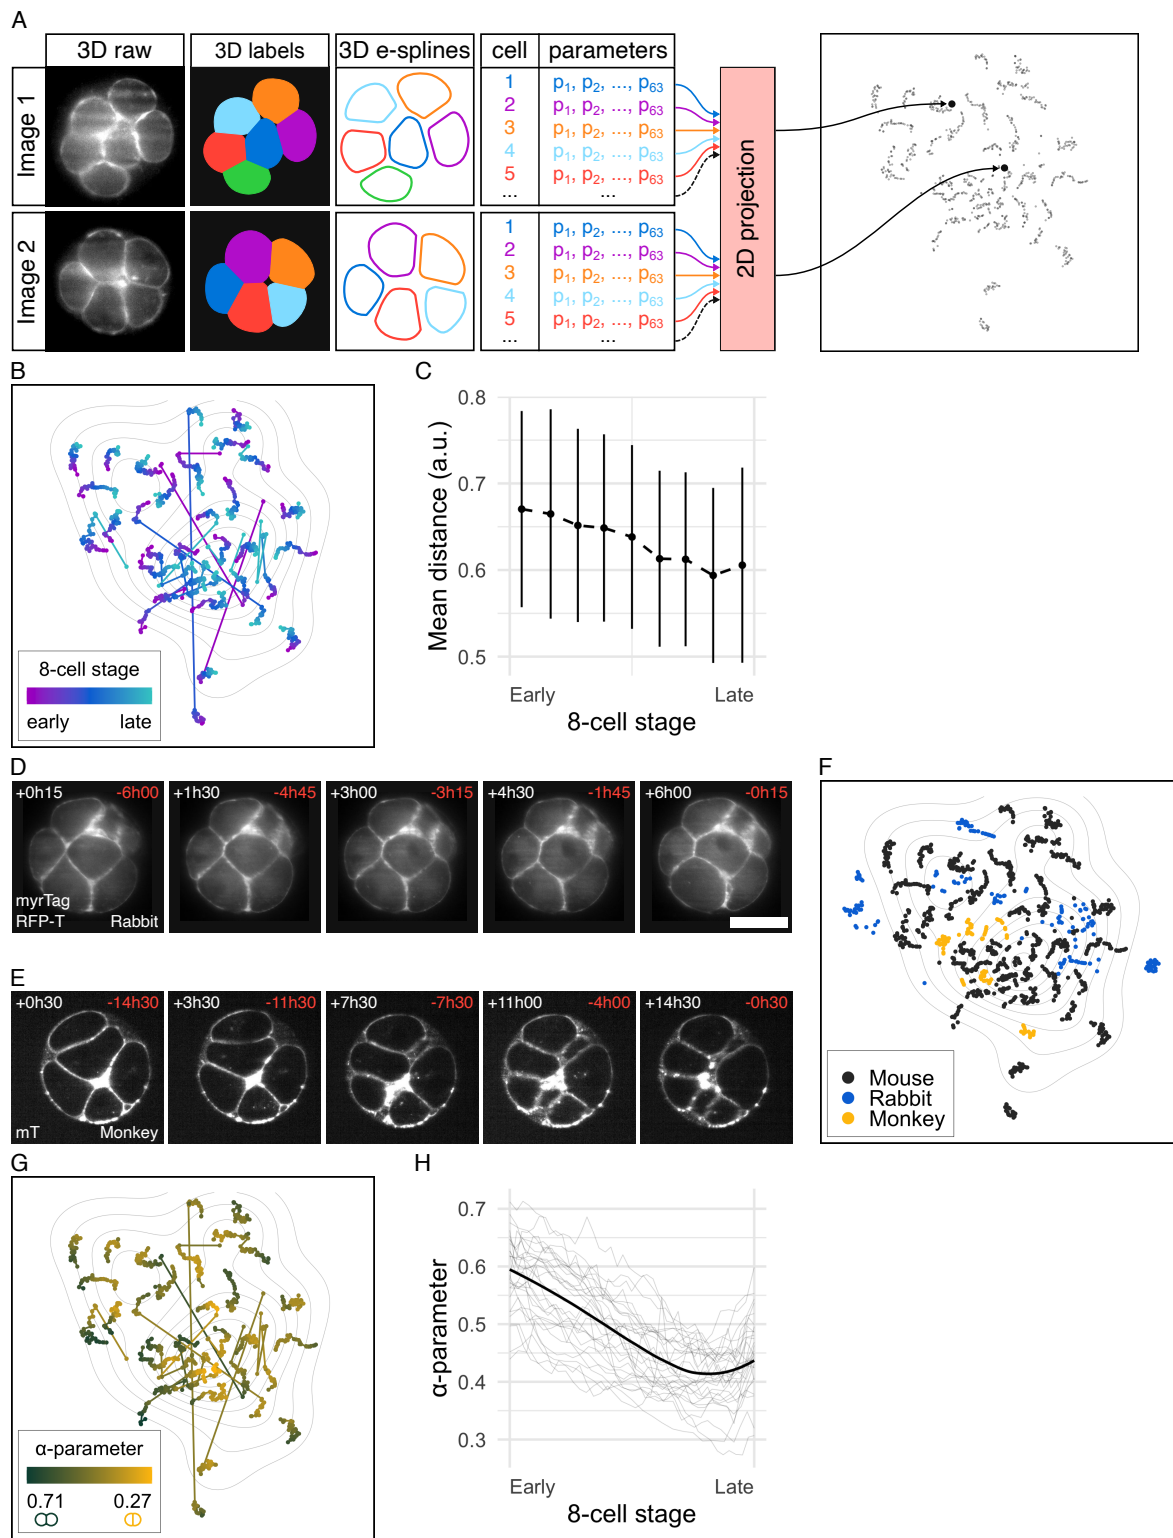 A
3D raw
3D labels
3D e-splines
cell
parameters
Image 1
1 p1, p2, ..., p63
2 p1, p2, ..., p63
3 p1, p2, ..., p63
4 p1, p2, ..., p63
5 p1, p2, ..., p63
... ...
Image 2
1 p1, p2, ..., p63
2 p1, p2, ..., p63
3 p1, p2, ..., p63
4 p1, p2, ..., p63
5 p1, p2, ..., p63
... ...
2D projection
B
8-cell stage
early late
C
Mean distance (a.u.)
0.8
0.7
0.6
0.5
Early Late
8-cell stage
D
+0h15 -6h00
myrTag
RFP-T Rabbit
+1h30 -4h45
+3h00 -3h15
+4h30 -1h45
+6h00 -0h15
E
+0h30 -14h30
mT Monkey
+3h30 -11h30
+7h30 -7h30
+11h00 -4h00
+14h30 -0h30
F
Mouse
Rabbit
Monkey
G
α-parameter
0.71 0.27
H
α-parameter
0.7
0.6
0.5
0.4
0.3
Early Late
8-cell stage